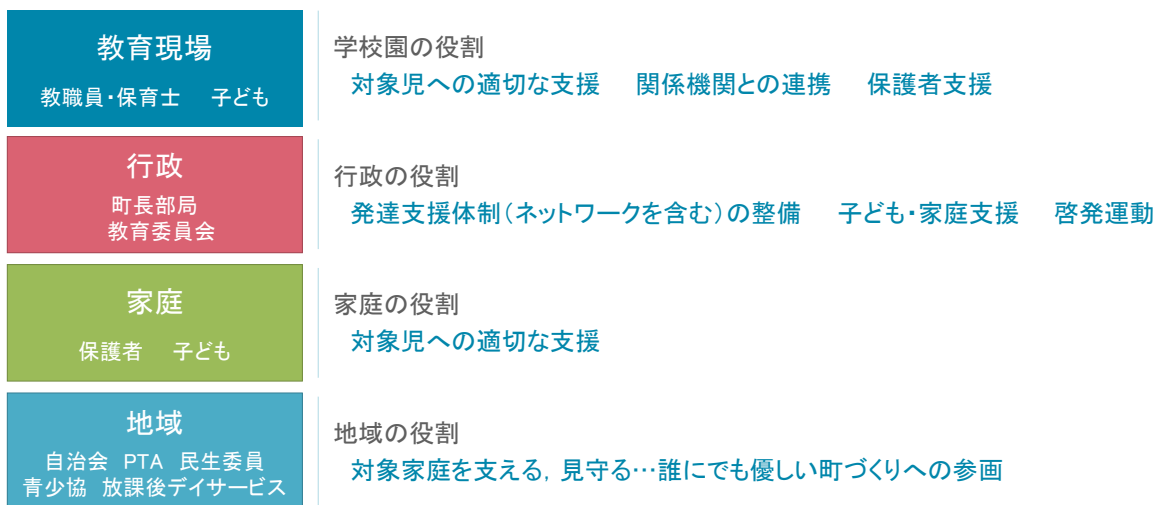 教育現場
教職員・保育士　子ども
学校園の役割
対象児への適切な支援　関係機関との連携　保護者支援
行政
町長部局
教育委員会
行政の役割
発達支援体制（ネットワークを含む）の整備　子ども・家庭支援　啓発運動
家庭
保護者　子ども
家庭の役割
対象児への適切な支援
地域
自治会　PTA　民生委員
青少協　放課後デイサービス
地域の役割
対象家庭を支える，見守る…誰にでも優しい町づくりへの参画